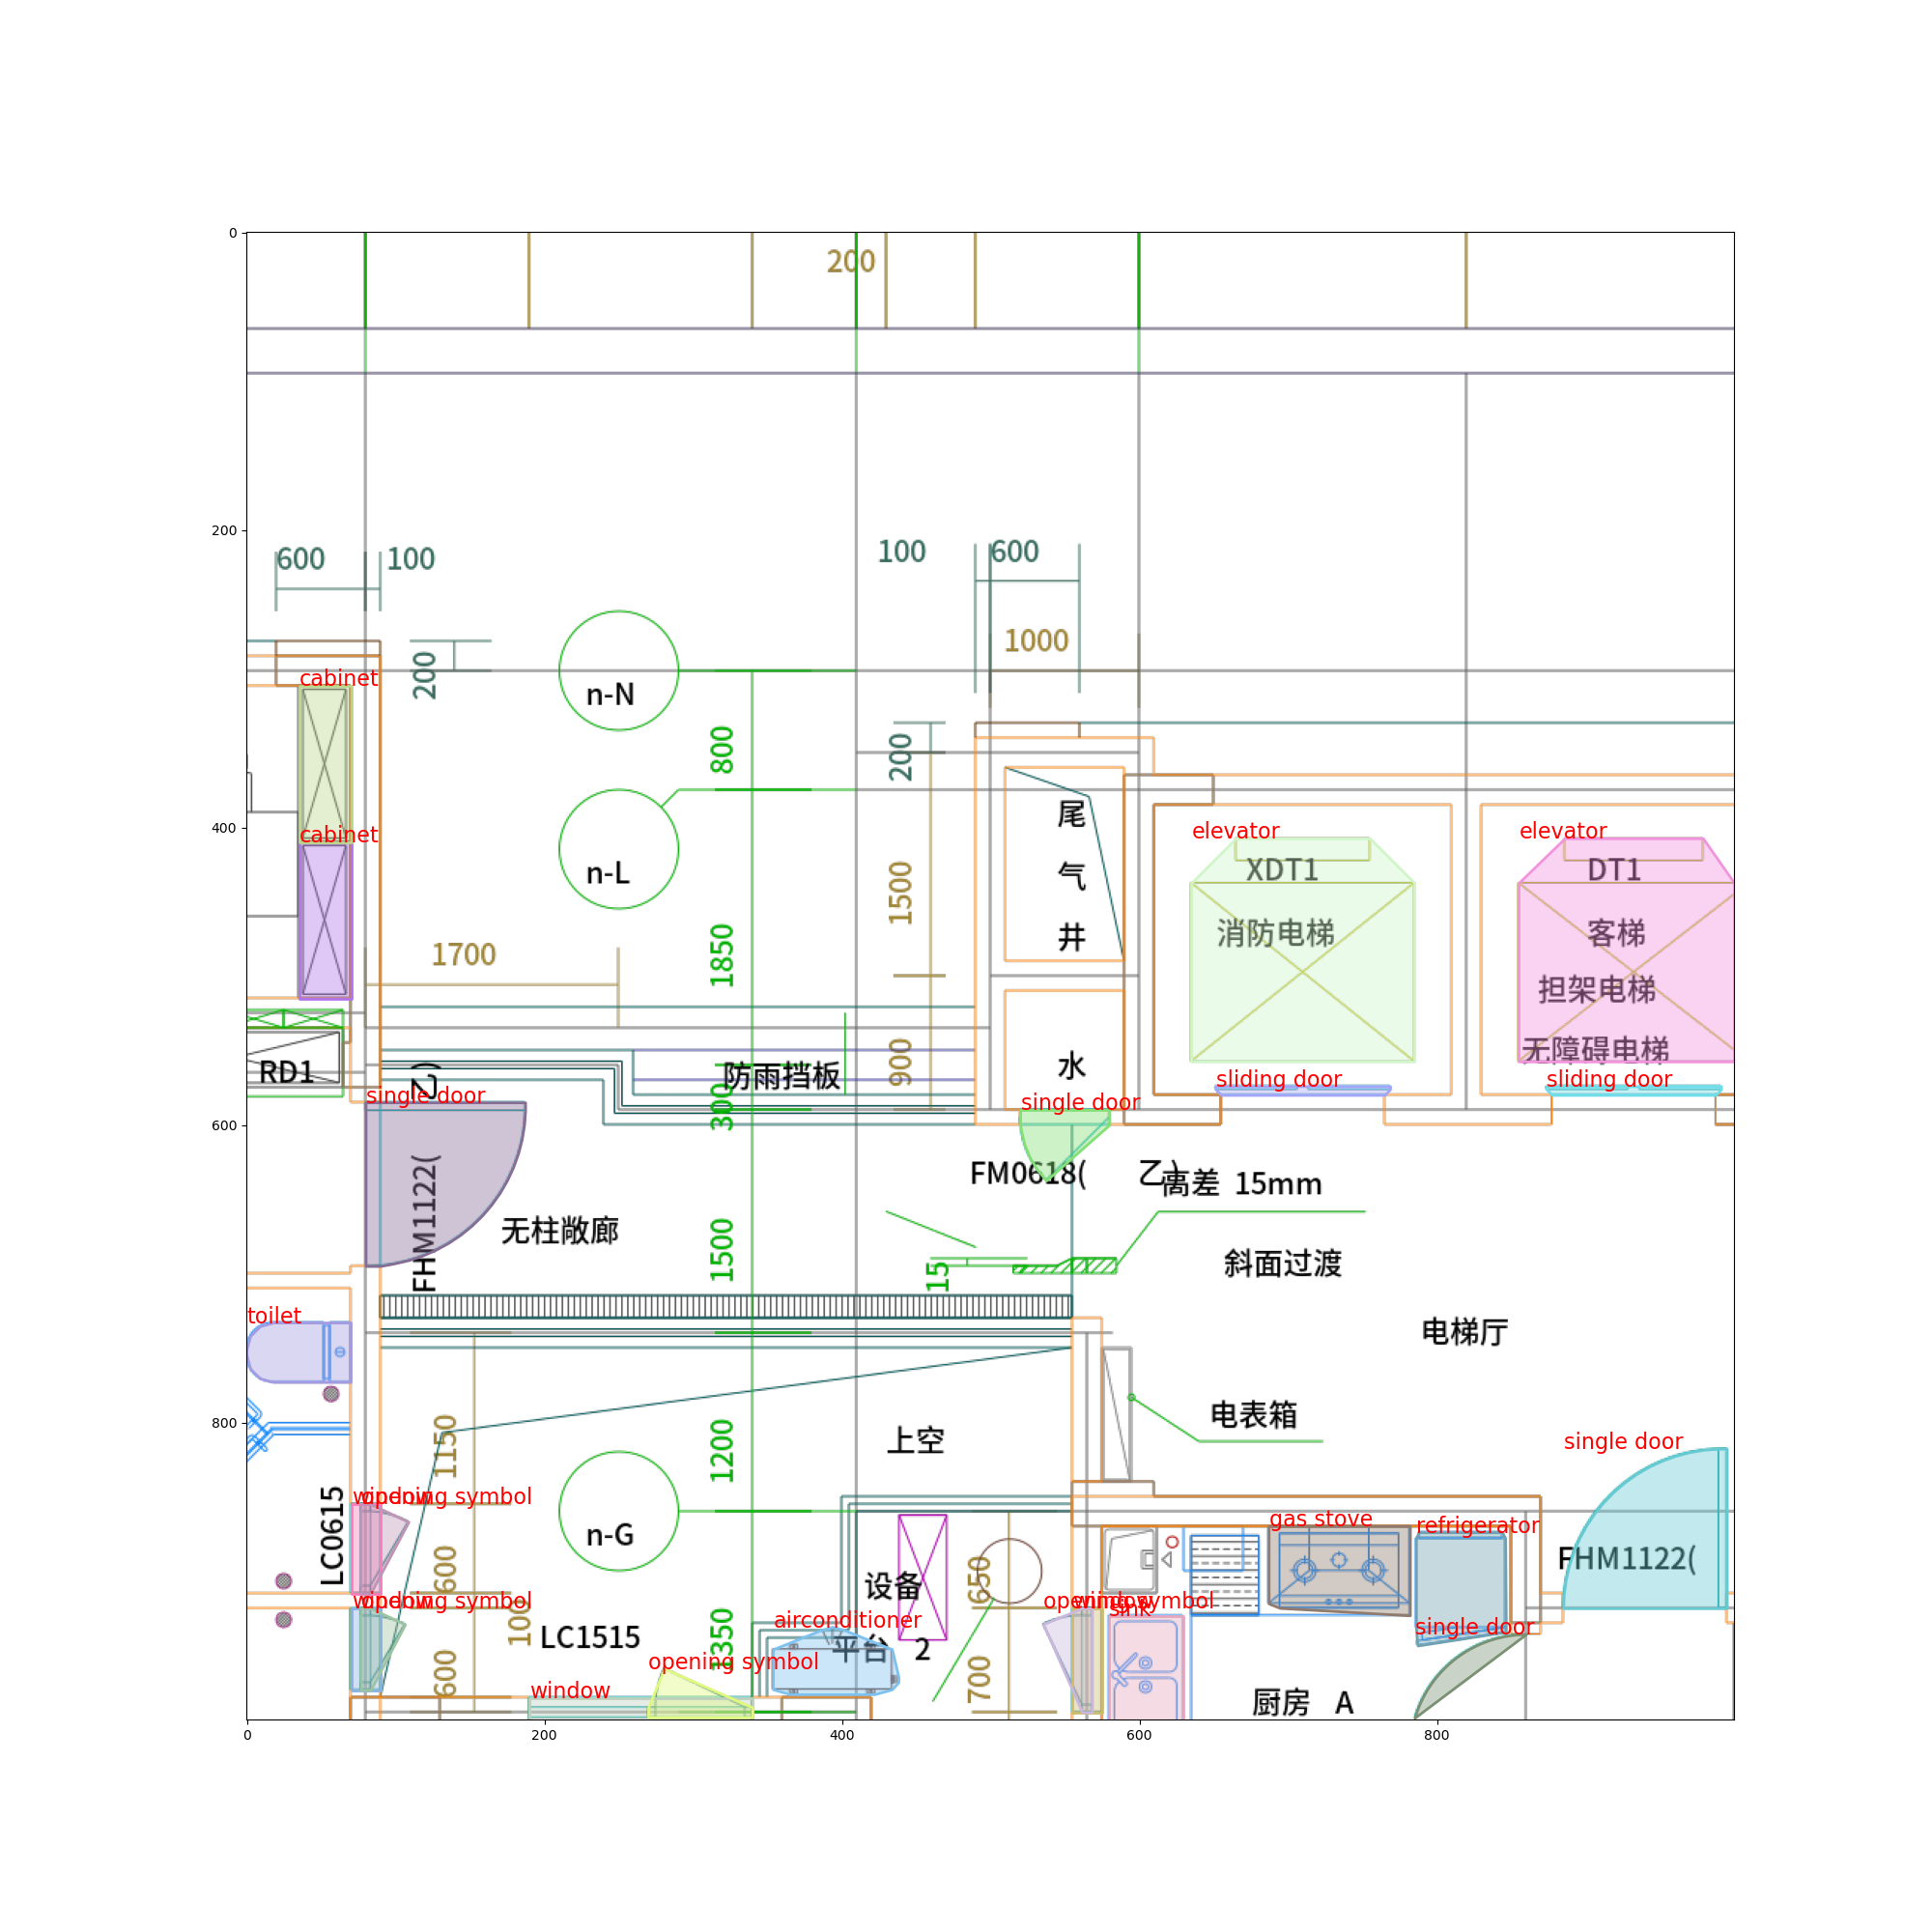 0
200
200
600
100
100
600
1000
200
n-N
cabinet
800
200
尾
400
cabinet
elevator
elevator
n-L
气
XDT1
DT1
1500
消防电梯
客梯
井
1700
1850
担架电梯
无障碍电梯
RD1
防雨挡板
900
水
sliding door
sliding door
乙)
single door
300
single door
600
FM0618(
乙)
高差 15mm
FHM1122(
无柱敞廊
1500
15
斜面过渡
toilet
电梯厅
800
1150
1200
上空
电表箱
single door
LC0615
window
opening symbol
n-G
gas stove
refrigerator
600
设备
650
FHM1122(
window
opening symbol
100
opening symbol
window
sink
airconditioner
single door
LC1515
1350
平台 2
600
opening symbol
700
window
厨房 A
0
200
400
600
800